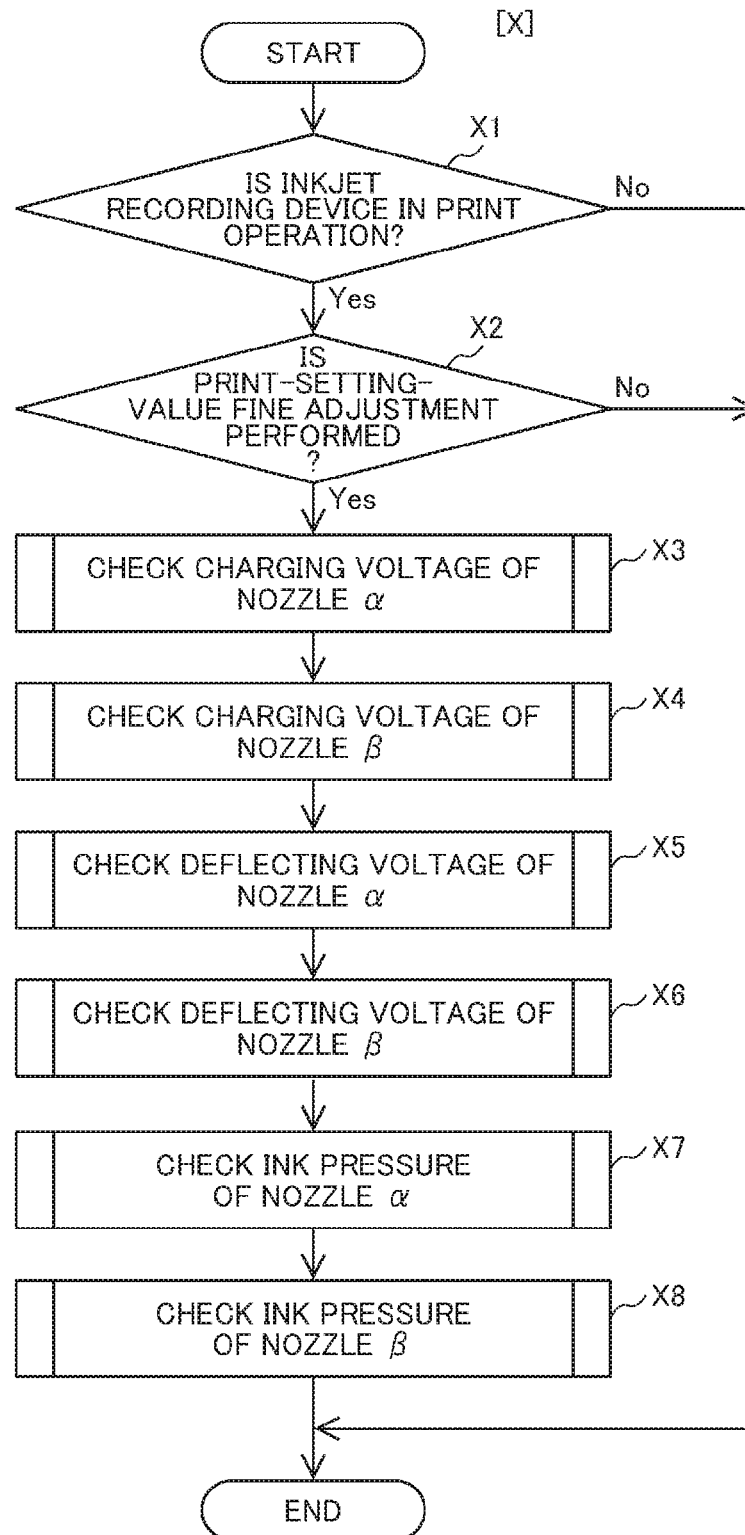 [X]
START
X1
IS INKJET
RECORDING DEVICE IN PRINT
OPERATION?
No
Yes
X2
IS
PRINT-SETTING-
VALUE FINE ADJUSTMENT
PERFORMED
?
No
Yes
CHECK CHARGING VOLTAGE OF
NOZZLE α
X3
CHECK CHARGING VOLTAGE OF
NOZZLE β
X4
CHECK DEFLECTING VOLTAGE OF
NOZZLE α
X5
CHECK DEFLECTING VOLTAGE OF
NOZZLE β
X6
CHECK INK PRESSURE
OF NOZZLE α
X7
CHECK INK PRESSURE
OF NOZZLE β
X8
END